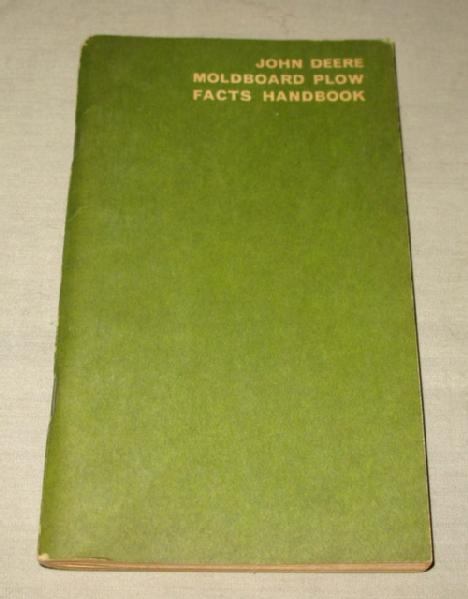 JOHN DEERE
MOLDBOARD PLOW
FACTS HANDBOOK